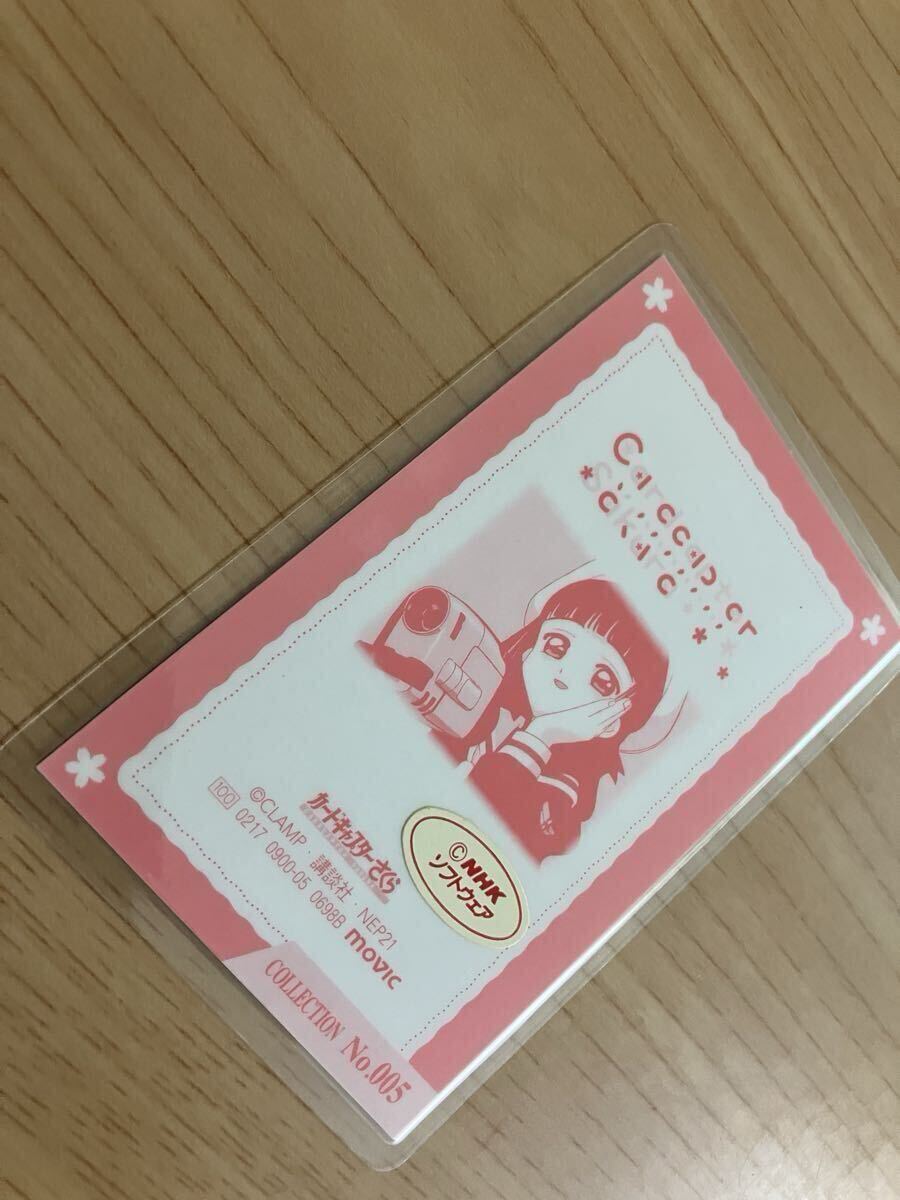 Cardcaptor
Sakura
カードキャプターさくら
©NHK
ソフトウェア
©CLAMP・講談社・NEP21
100 0217 0900-05 0698B movic
COLLECTION No.005